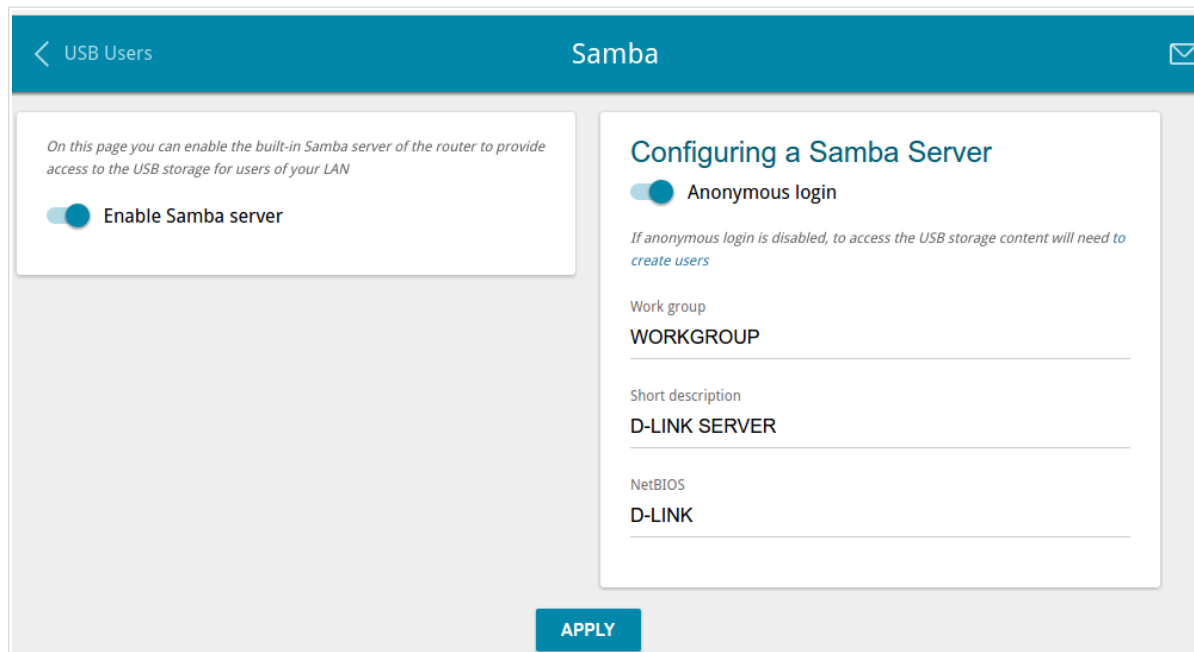 USB Users
Samba
On this page you can enable the built-in Samba server of the router to provide
access to the USB storage for users of your LAN
Enable Samba server
Configuring a Samba Server
Anonymous login
If anonymous login is disabled, to access the USB storage content will need to
create users
Work group
WORKGROUP
Short description
D-LINK SERVER
NetBIOS
D-LINK
APPLY